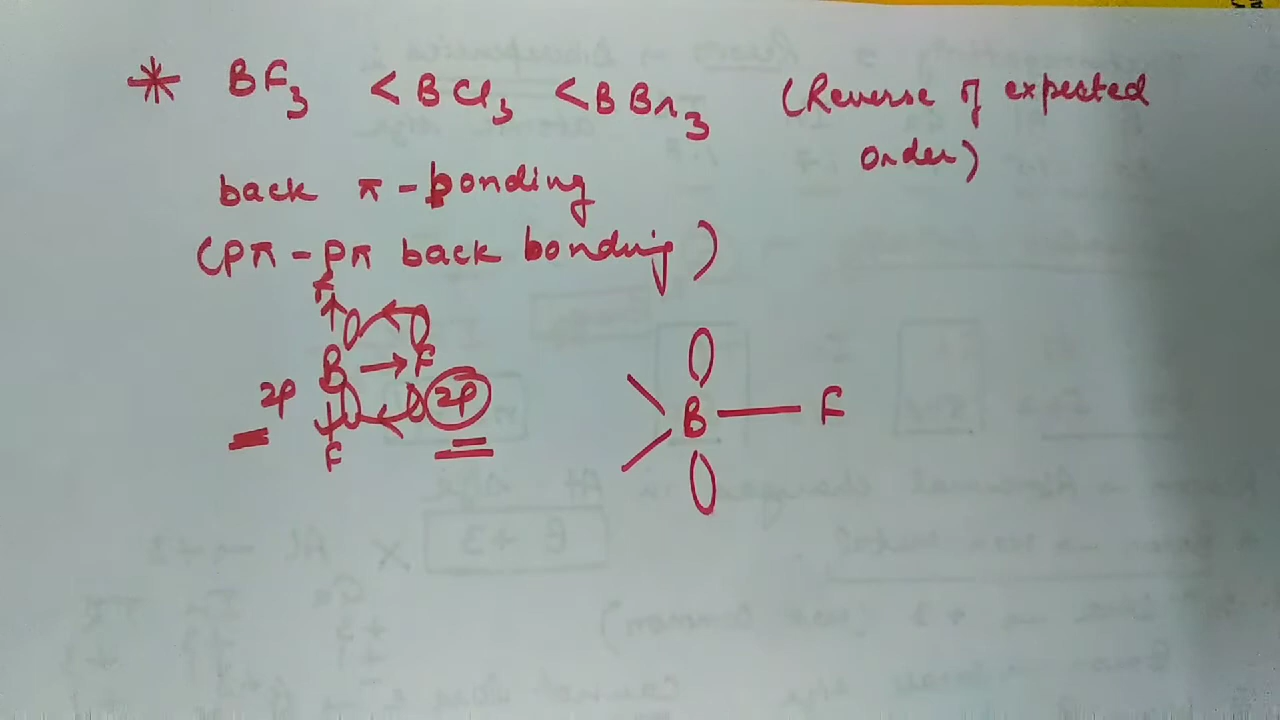 * BF3 < BCl3 < BBr3 (Reverse of expected
order)
back π - bonding
(pπ - pπ back bonding)
B → F
2p 2p
F
B — F